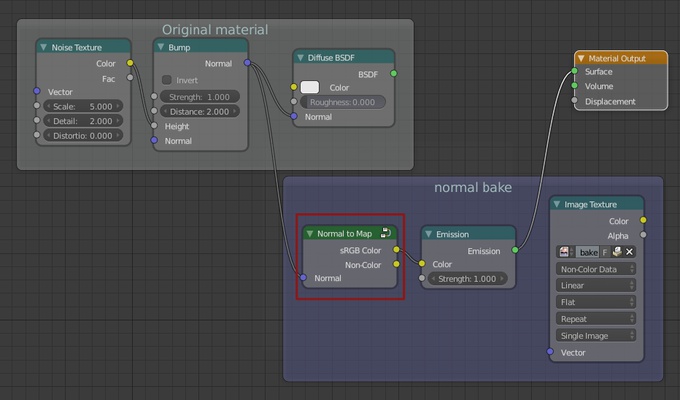 Original material
Noise Texture
Color
Fac
Vector
Scale: 5.000
Detail: 2.000
Distortio: 0.000
Bump
Normal
Invert
Strength: 1.000
Distance: 2.000
Height
Normal
Diffuse BSDF
BSDF
Color
Roughness: 0.000
Normal
Material Output
Surface
Volume
Displacement
normal bake
Normal to Map
sRGB Color
Non-Color
Normal
Emission
Emission
Color
Strength: 1.000
Image Texture
Color
Alpha
bake F
Non-Color Data
Linear
Flat
Repeat
Single Image
Vector